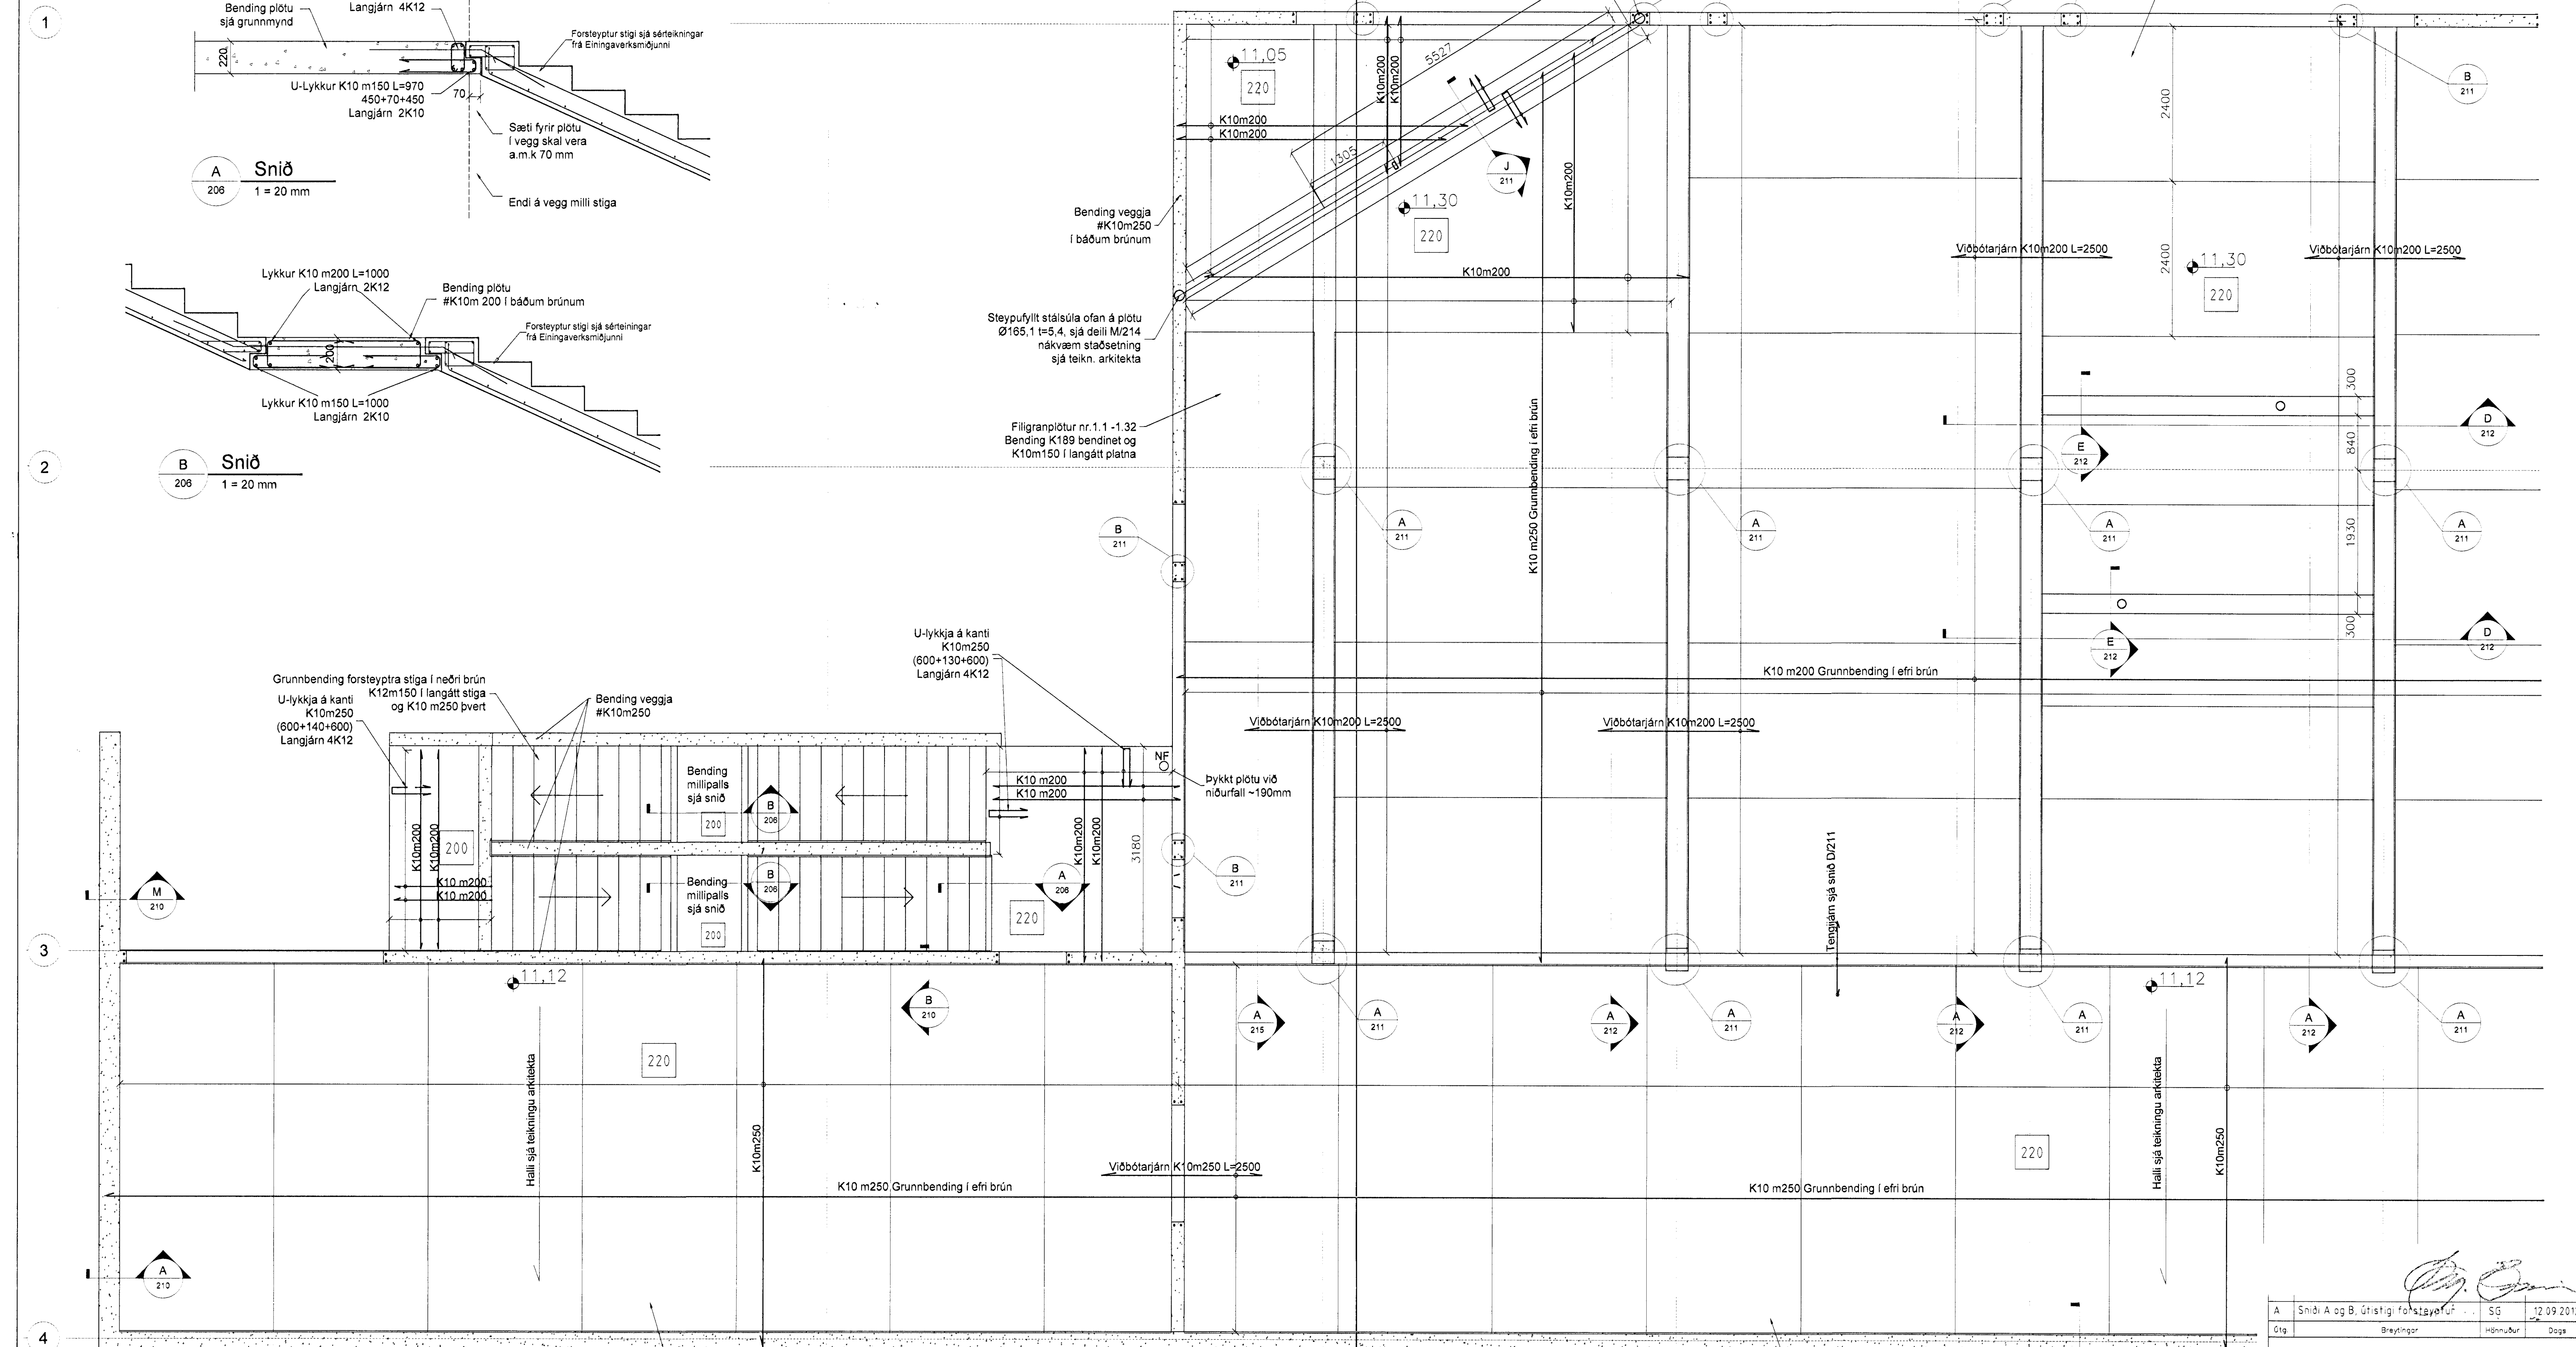 1
Bending plötu
sjá grunnmynd
Langjárn 4K12
Forsteyptur stigi sjá sérteikningar
frá Einingaverksmiðjunni
220
U-Lykkur K10 m150 L=970
450+70+450
Langjárn 2K10
70
Sæti fyrir plötu
í vegg skal vera
a.m.k 70 mm
Endi á vegg milli stiga
A
206
Snið
1 = 20 mm
Lykkur K10 m200 L=1000
Langjárn 2K12
Bending plötu
#K10m 200 í báðum brúnum
Forsteyptur stigi sjá sérteiningar
frá Einingaverksmiðjunni
200
Lykkur K10 m150 L=1000
Langjárn 2K10
2
B
206
Snið
1 = 20 mm
11,05
220
K10m200
K10m200
5527
K10m200
K10m200
1305
J
211
K10m200
11,30
220
Bending veggja
#K10m250
í báðum brúnum
K10m200
Steypufyllt stálsúla ofan á plötu
Ø165,1 t=5,4, sjá deili M/214
nákvæm staðsetning
sjá teikn. arkitekta
Filigranplötur nr.1.1 -1.32
Bending K189 bendinet og
K10m150 í langátt platna
K10 m250 Grunnbending í efri brún
B
211
2400
2400
Viðbótarjárn K10m200 L=2500
Viðbótarjárn K10m200 L=2500
11,30
220
300
840
1930
300
D
212
E
212
A
211
A
211
A
211
A
211
B
211
D
212
E
212
K10 m200 Grunnbending í efri brún
Viðbótarjárn K10m200 L=2500
Viðbótarjárn K10m200 L=2500
U-lykkja á kanti
K10m250
(600+130+600)
Langjárn 4K12
Grunnbending forsteyptra stiga í neðri brún
K12m150 í langátt stiga
og K10 m250 þvert
U-lykkja á kanti
K10m250
(600+140+600)
Langjárn 4K12
Bending veggja
#K10m250
NF
Þykkt plötu við
niðurfall ~190mm
K10 m200
K10 m200
Bending
millipalls
sjá snið
200
B
206
K10m200
K10m200
200
K10m200
K10m200
3180
K10 m200
K10 m200
Bending
millipalls
sjá snið
200
B
206
A
206
220
B
211
M
210
Tengijárn sjá snið D/211
3
11,12
11,12
B
210
A
215
A
211
A
212
A
211
A
212
A
211
A
212
A
211
220
Halli sjá teikningu arkitekta
K10m250
220
Halli sjá teikningu arkitekta
K10m250
Viðbótarjárn K10m250 L=2500
K10 m250 Grunnbending í efri brún
K10 m250 Grunnbending í efri brún
A
210
4
A Sniði A og B, útistigi forsteyptur SG 12.09.201
Útg. Breytingar Hönnuður Dags